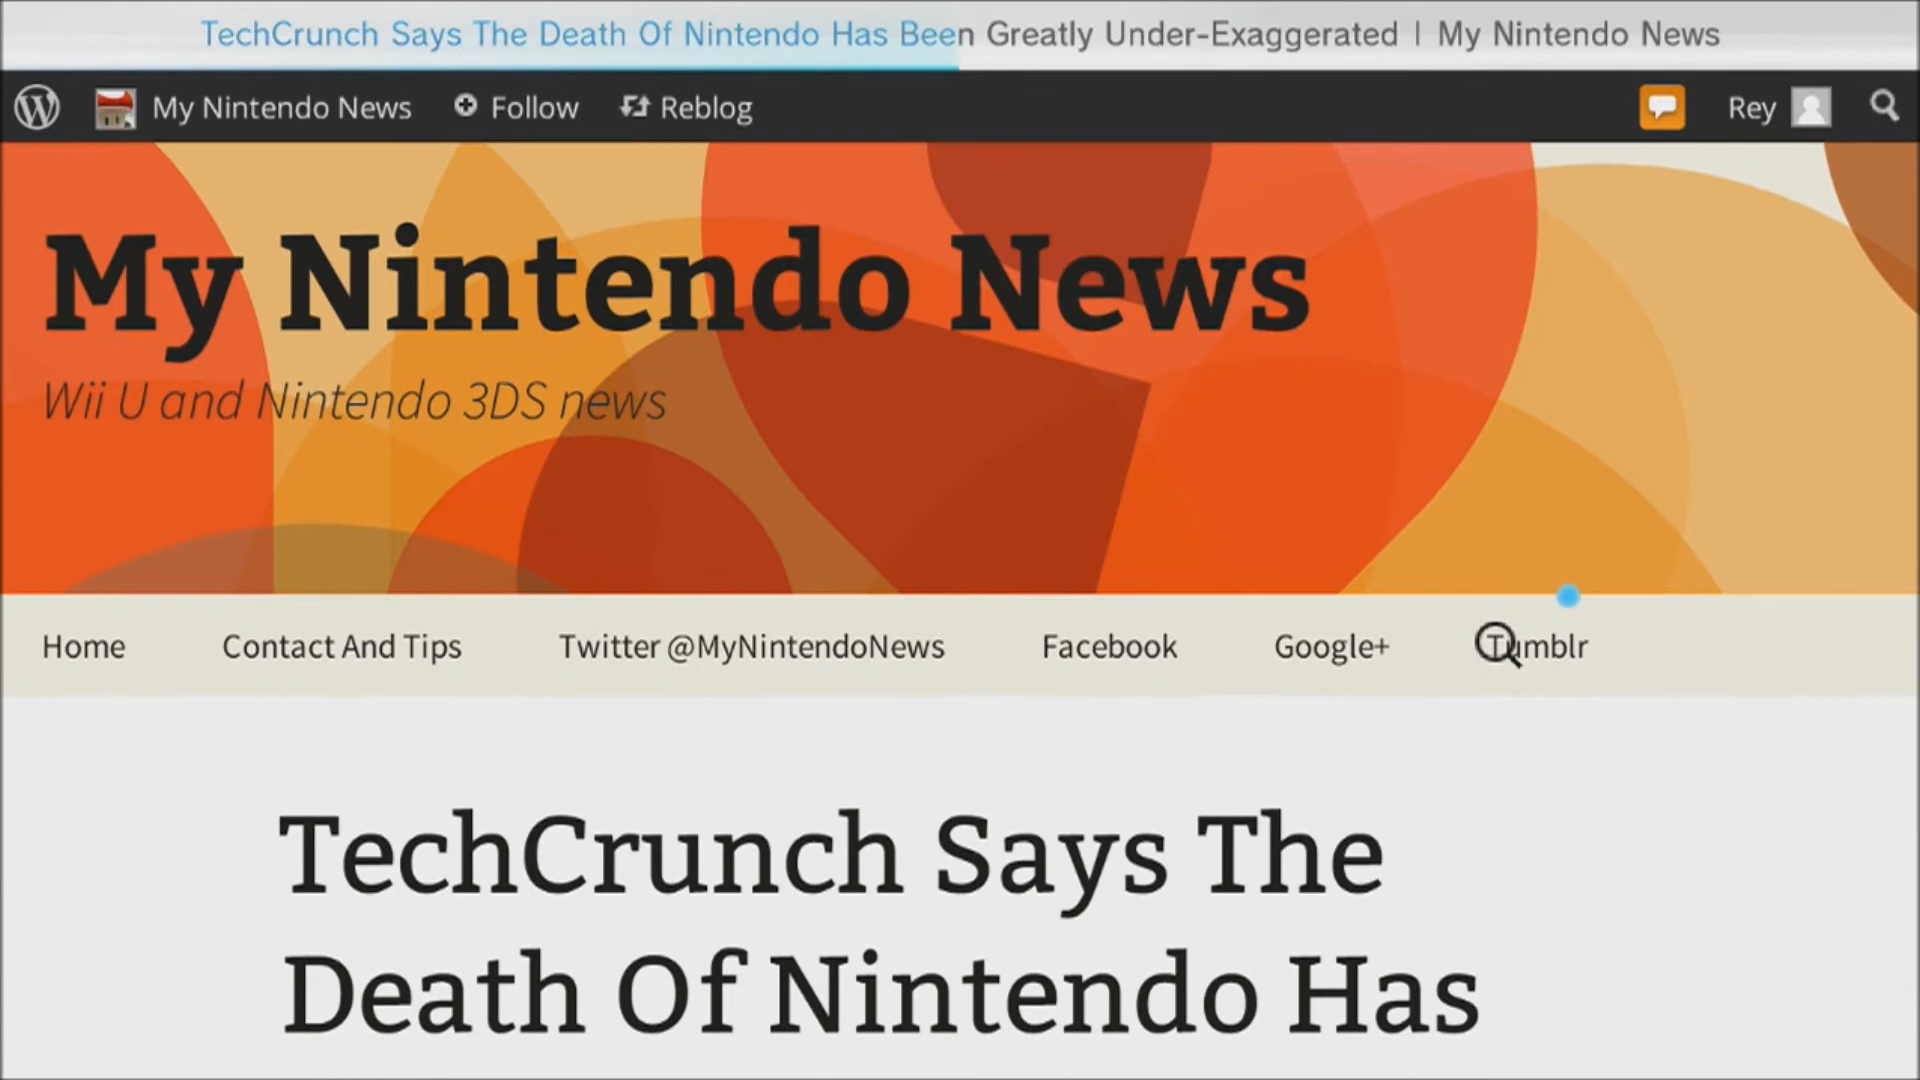 TechCrunch Says The Death Of Nintendo Has Been Greatly Under-Exaggerated | My Nintendo News
My Nintendo News Follow Reblog Rey
My Nintendo News
Wii U and Nintendo 3DS news
Home Contact And Tips Twitter @MyNintendoNews Facebook Google+ Tumblr
TechCrunch Says The
Death Of Nintendo Has